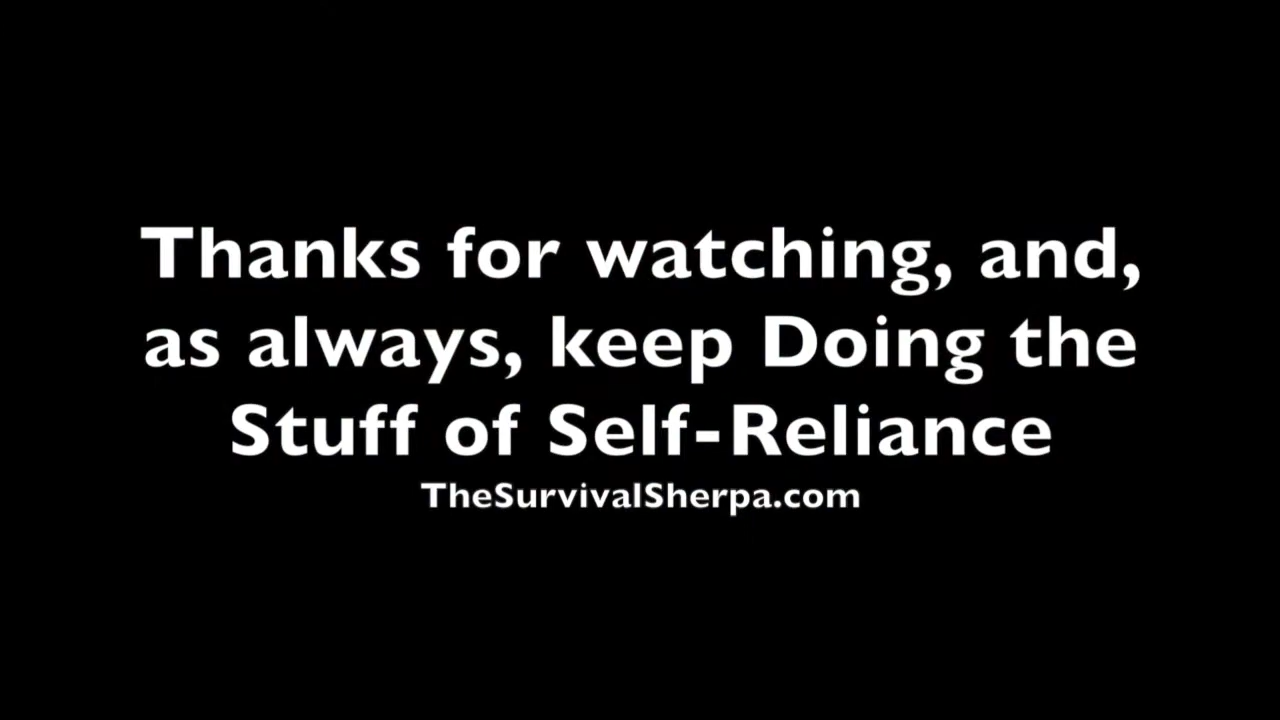 Thanks for watching, and,
as always, keep Doing the
Stuff of Self-Reliance
TheSurvivalSherpa.com